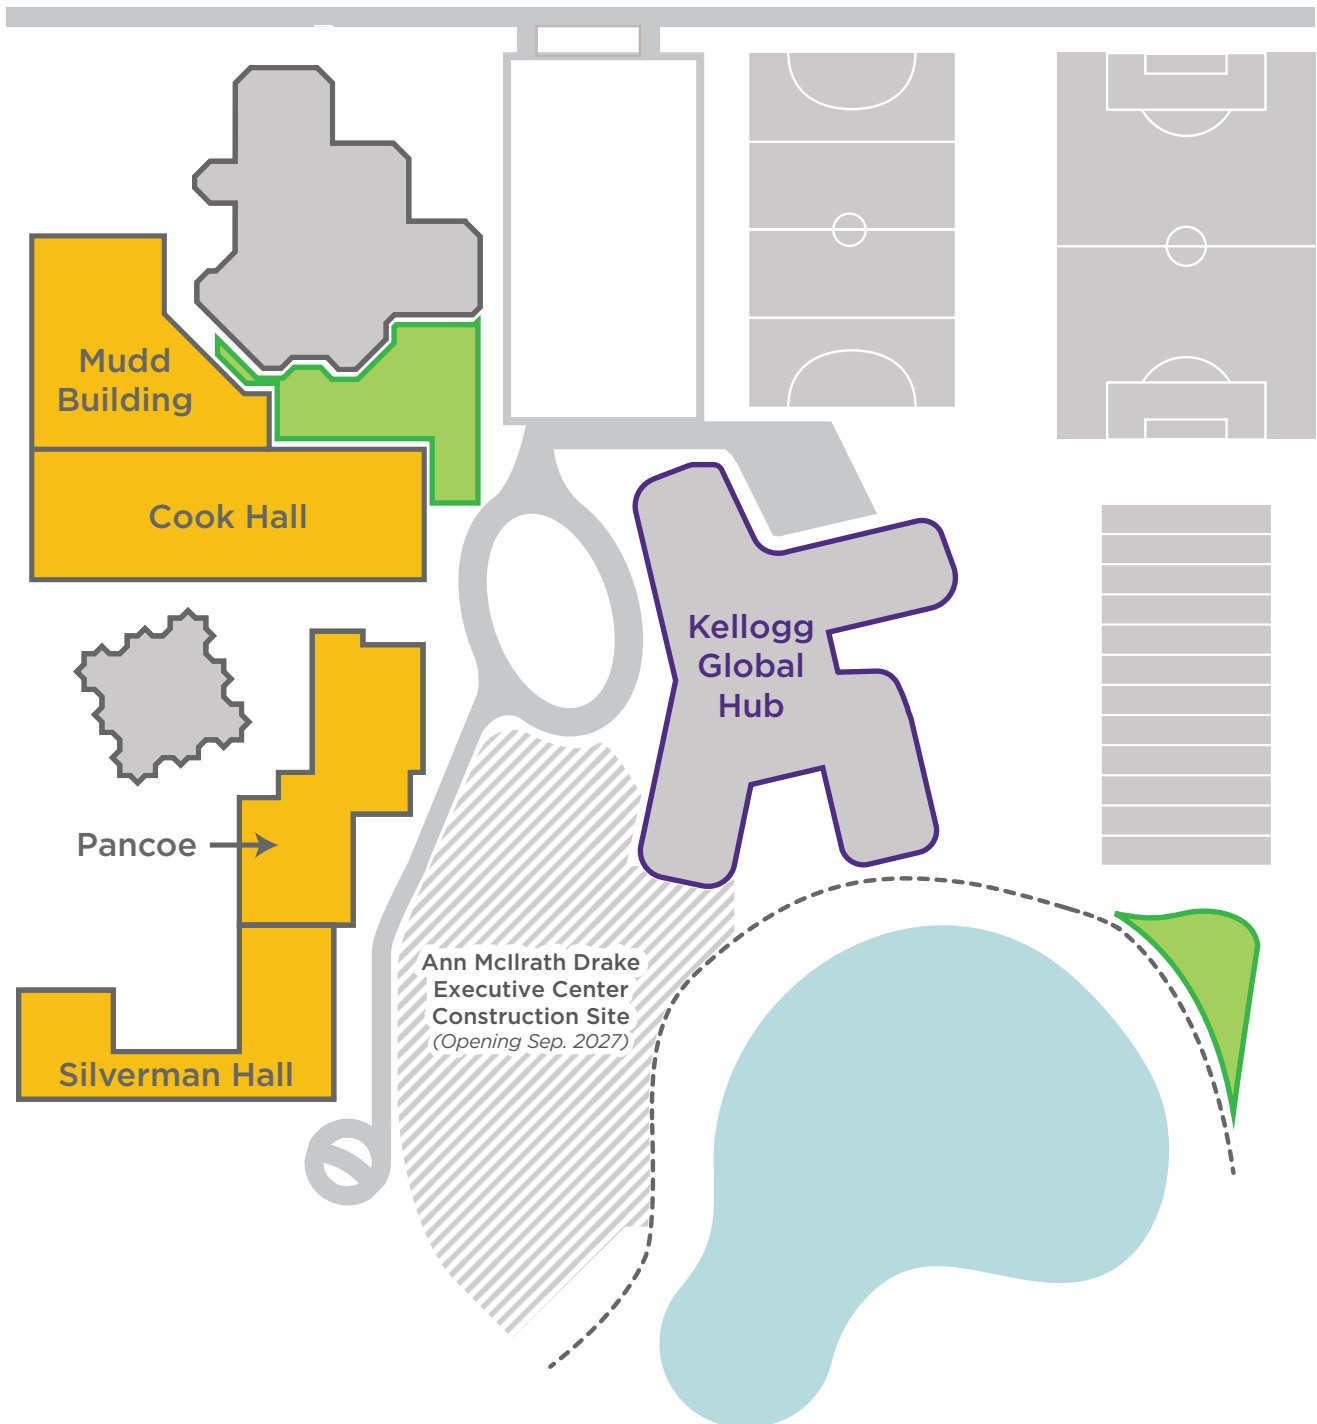 Mudd
Building
Cook Hall
Kellogg
Global
Hub
Pancoe
Ann McIlrath Drake
Executive Center
Construction Site
(Opening Sep. 2027)
Silverman Hall